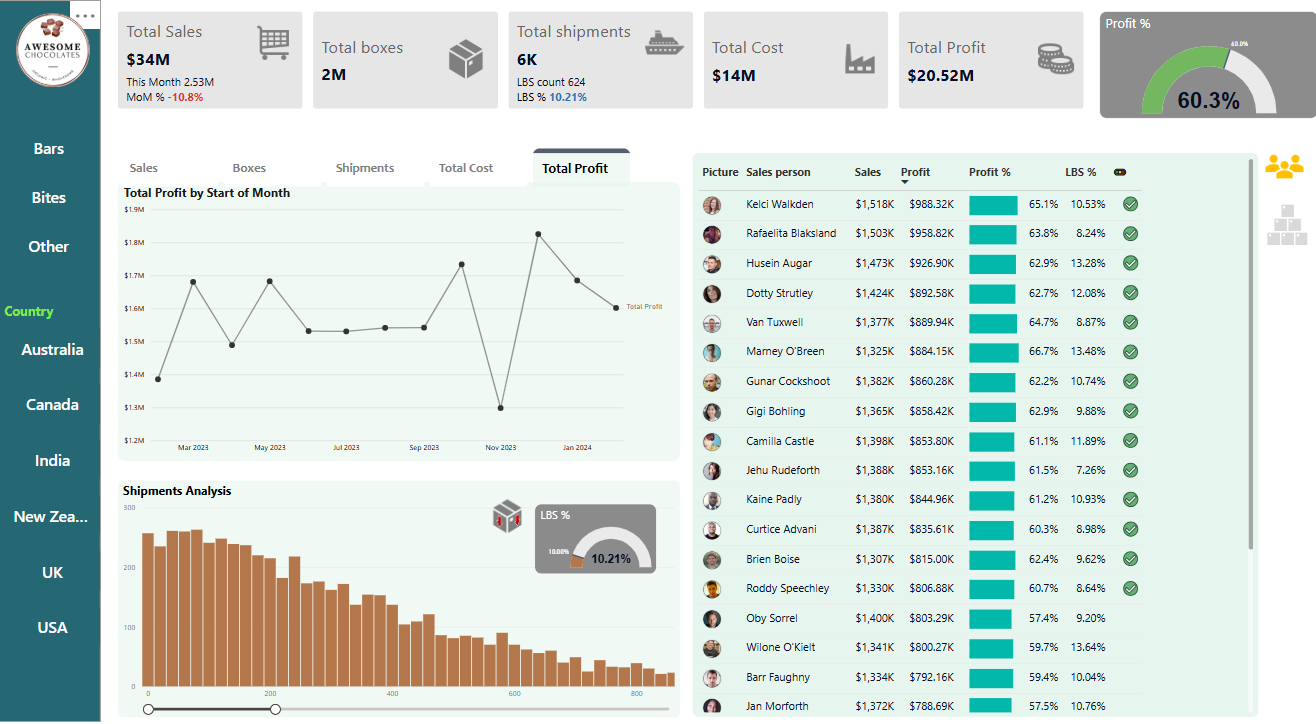 AWESOME
CHOCOLATES
Bars
Bites
Other
Country
Australia
Canada
India
New Zea...
UK
USA
Total Sales
$34M
This Month 2.53M
MoM % -10.8%
Total boxes
2M
Total shipments
6K
LBS count 624
LBS % 10.21%
Total Cost
$14M
Total Profit
$20.52M
Profit %
60.0%
60.3%
Sales Boxes Shipments Total Cost Total Profit
Total Profit by Start of Month
$1.9M
$1.8M
$1.7M
$1.6M
$1.5M
$1.4M
$1.3M
$1.2M
Total Profit
Mar 2023 May 2023 Jul 2023 Sep 2023 Nov 2023 Jan 2024
Shipments Analysis
300
200
100
0
0 200 400 600 800
LBS %
10.00%
10.21%
Picture Sales person Sales Profit Profit % LBS %
Kelci Walkden $1,518K $988.32K 65.1% 10.53%
Rafaelita Blaksland $1,503K $958.82K 63.8% 8.24%
Husein Augar $1,473K $926.90K 62.9% 13.28%
Dotty Strutley $1,424K $892.58K 62.7% 12.08%
Van Tuxwell $1,377K $889.94K 64.7% 8.87%
Marney O'Breen $1,325K $884.15K 66.7% 13.48%
Gunar Cockshoot $1,382K $860.28K 62.2% 10.74%
Gigi Bohling $1,365K $858.42K 62.9% 9.88%
Camilla Castle $1,398K $853.80K 61.1% 11.89%
Jehu Rudeforth $1,388K $853.16K 61.5% 7.26%
Kaine Padly $1,380K $844.96K 61.2% 10.93%
Curtice Advani $1,387K $835.61K 60.3% 8.98%
Brien Boise $1,307K $815.00K 62.4% 9.62%
Roddy Speechley $1,330K $806.88K 60.7% 8.64%
Oby Sorrel $1,400K $803.29K 57.4% 9.20%
Wilone O'Kielt $1,341K $800.27K 59.7% 13.64%
Barr Faughny $1,334K $792.16K 59.4% 10.04%
Jan Morforth $1,372K $788.69K 57.5% 10.76%